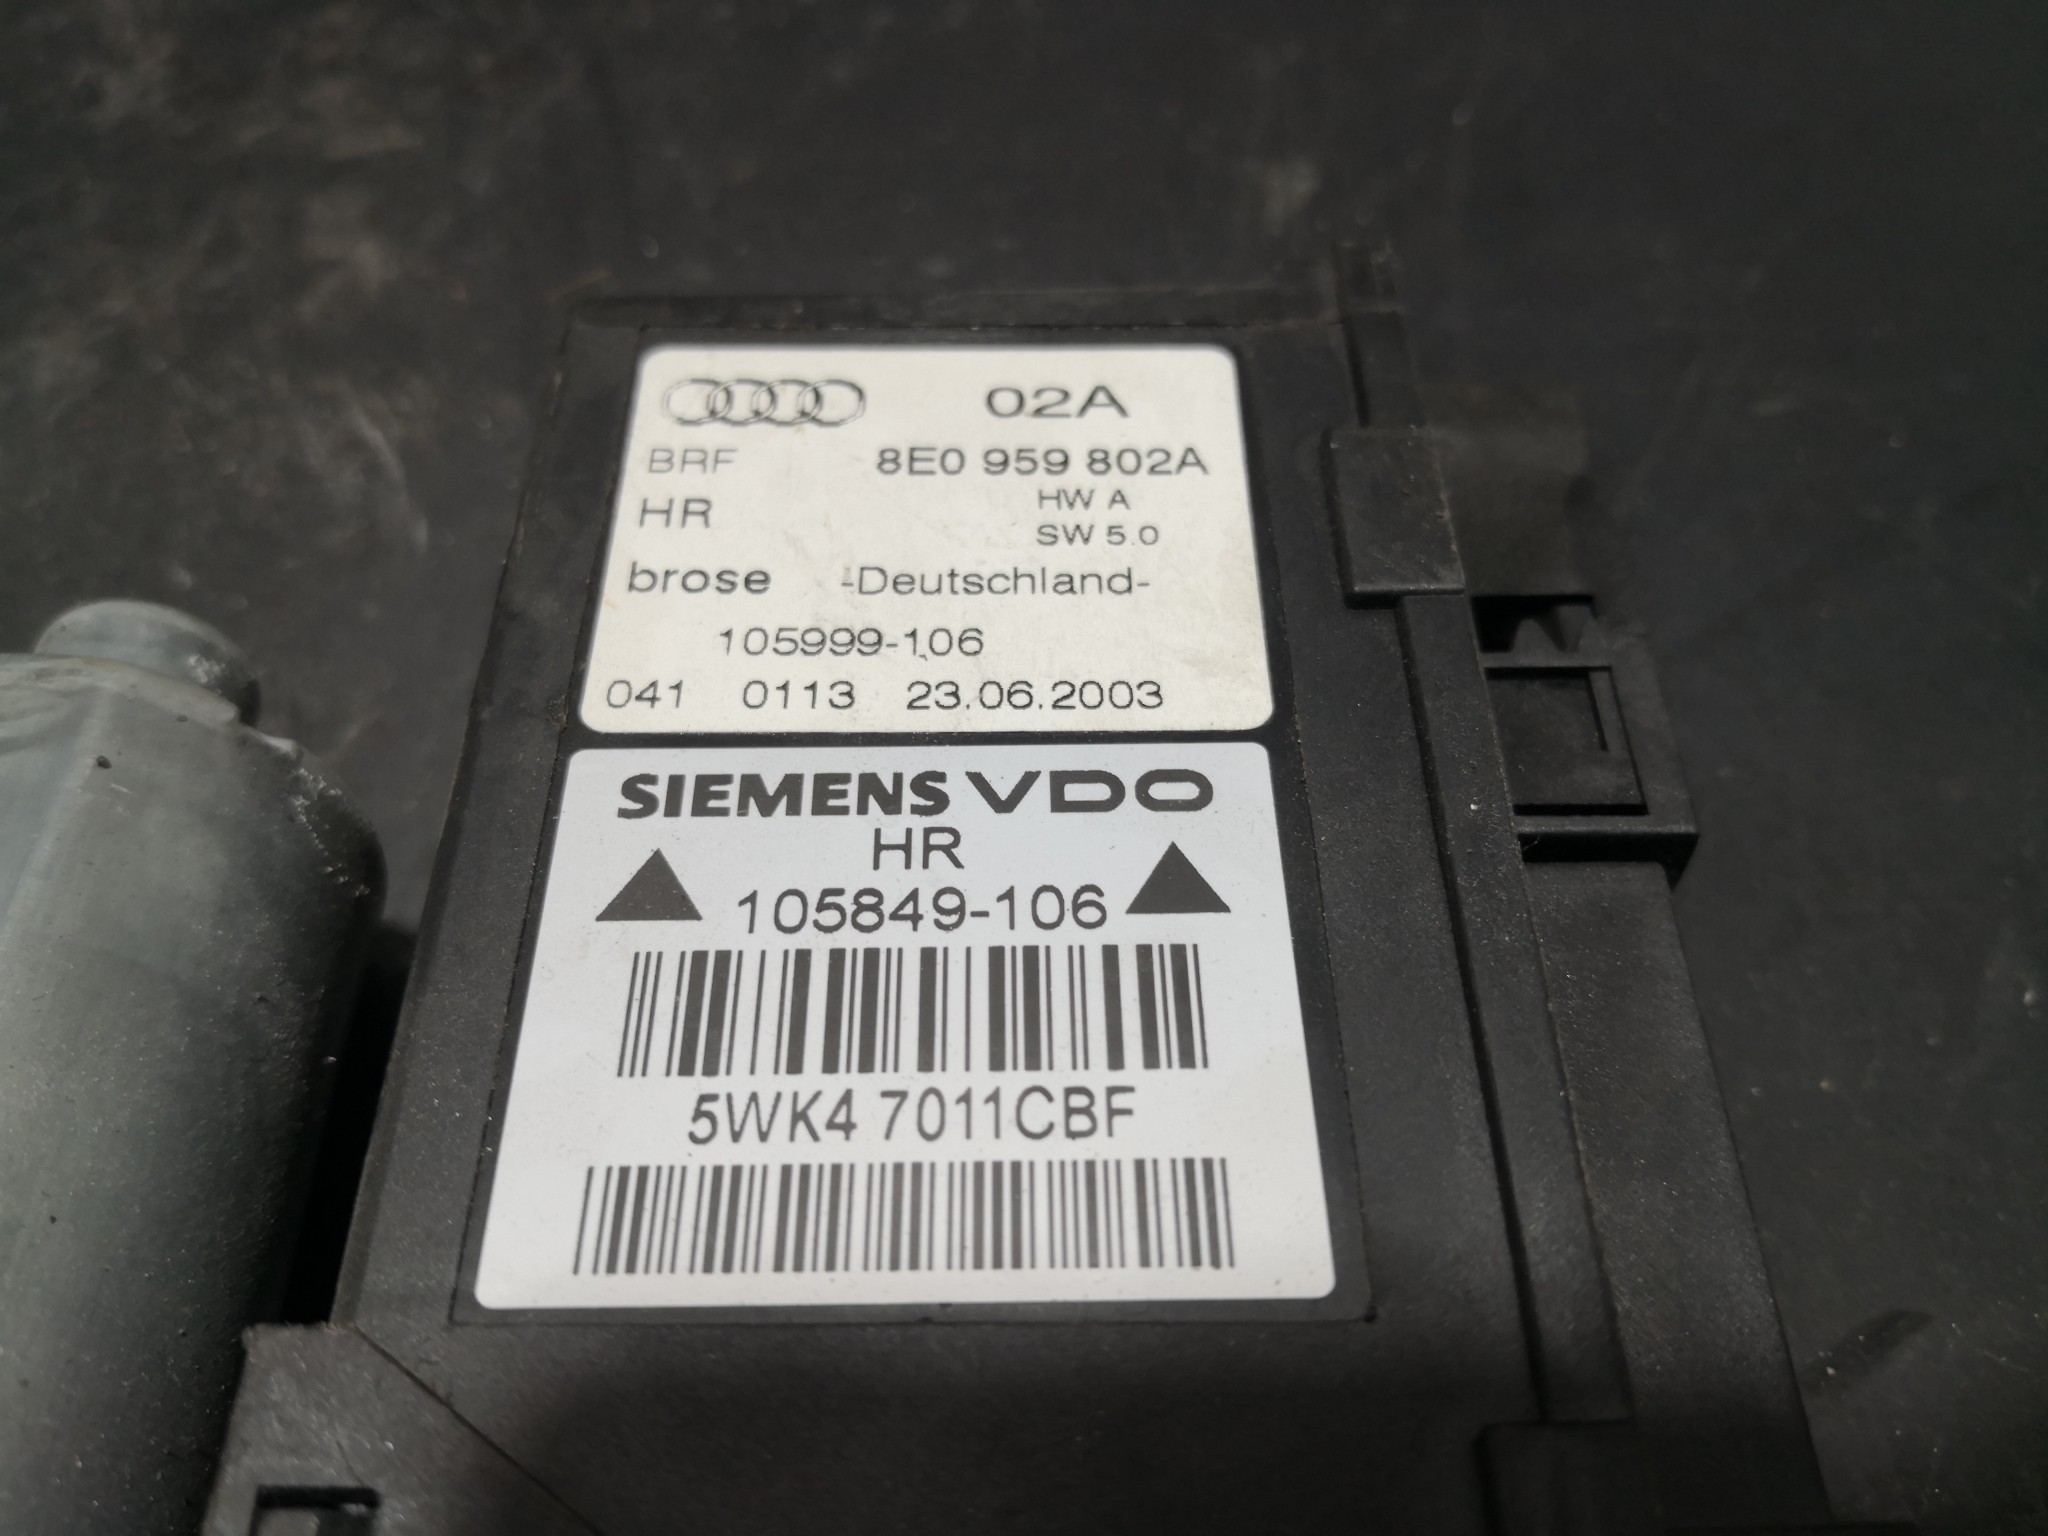 02A
BRF 8E0 959 802A
HR HW A
SW 5.0
brose -Deutschland-
105999-106
041 0113 23.06.2003
SIEMENS VDO
HR
105849-106
5WK4 7011CBF